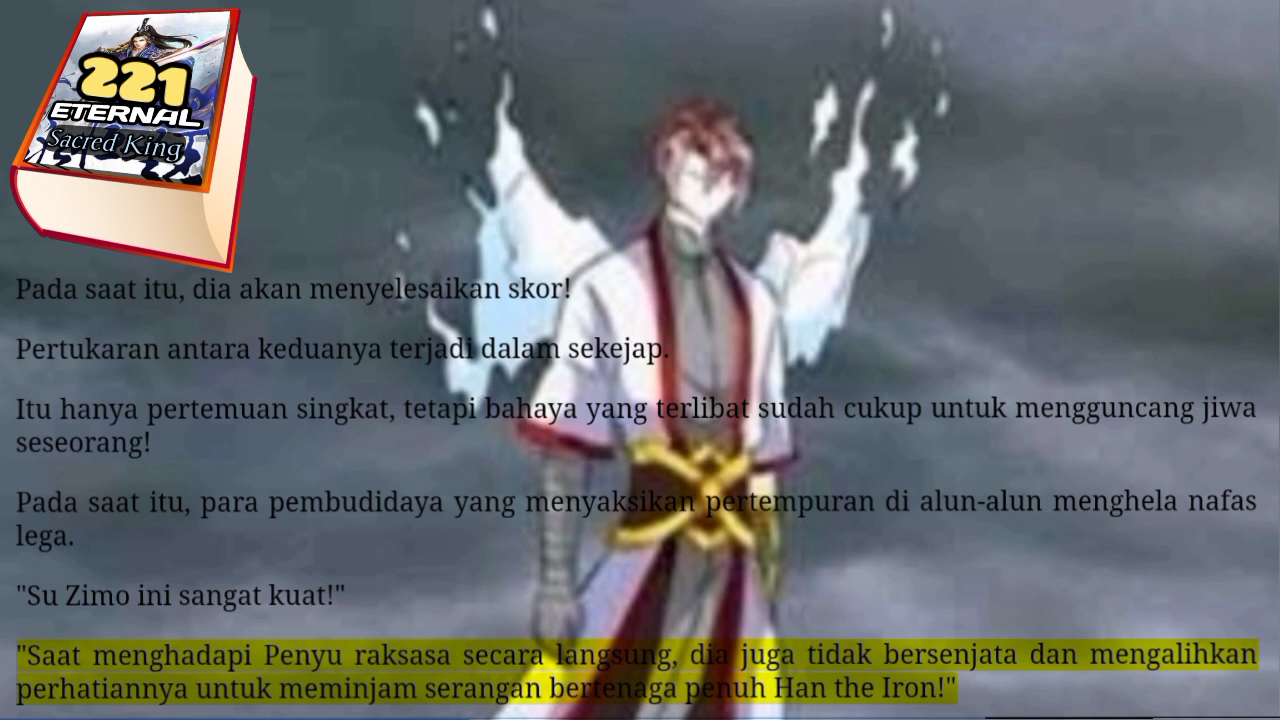 221
ETERNAL
Sacred King
Pada saat itu, dia akan menyelesaikan skor!
Pertukaran antara keduanya terjadi dalam sekejap.
Itu hanya pertemuan singkat, tetapi bahaya yang terlibat sudah cukup untuk mengguncang jiwa
seseorang!
Pada saat itu, para pembudidaya yang menyaksikan pertempuran di alun-alun menghela nafas
lega.
"Su Zimo ini sangat kuat!"
"Saat menghadapi Penyu raksasa secara langsung, dia juga tidak bersenjata dan mengalihkan
perhatiannya untuk meminjam serangan bertenaga penuh Han the Iron!"